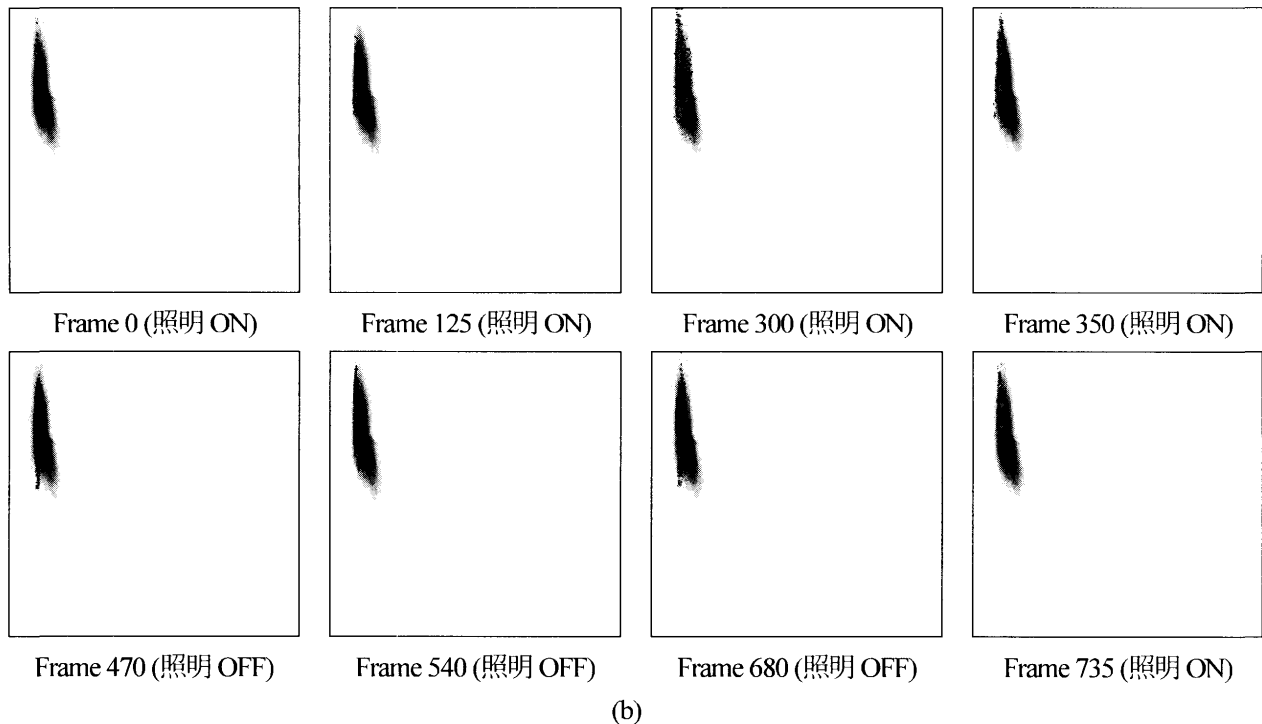 Frame 0 (照明 ON)
Frame 125 (照明 ON)
Frame 300 (照明 ON)
Frame 350 (照明 ON)
Frame 470 (照明 OFF)
Frame 540 (照明 OFF)
Frame 680 (照明 OFF)
Frame 735 (照明 ON)
(b)